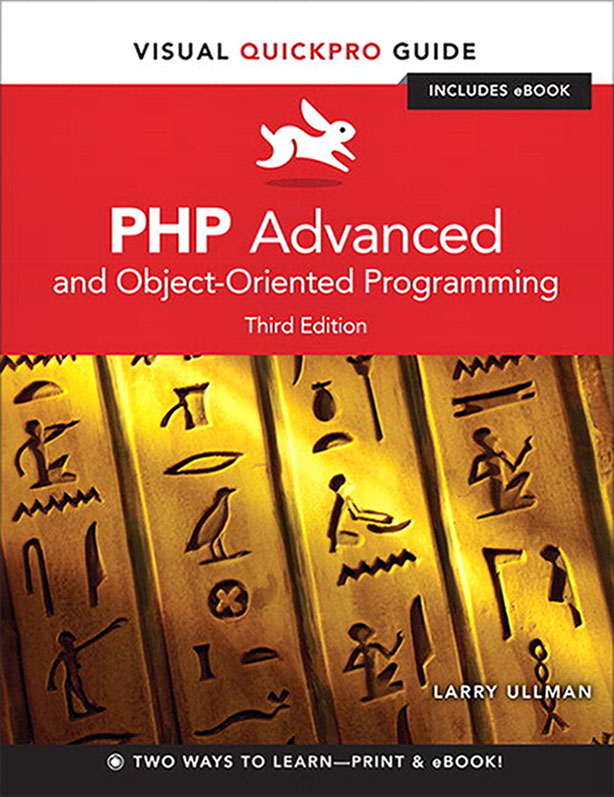 VISUAL QUICKPRO GUIDE
INCLUDES eBOOK
PHP Advanced
and Object-Oriented Programming
Third Edition
LARRY ULLMAN
TWO WAYS TO LEARN—PRINT & eBOOK!